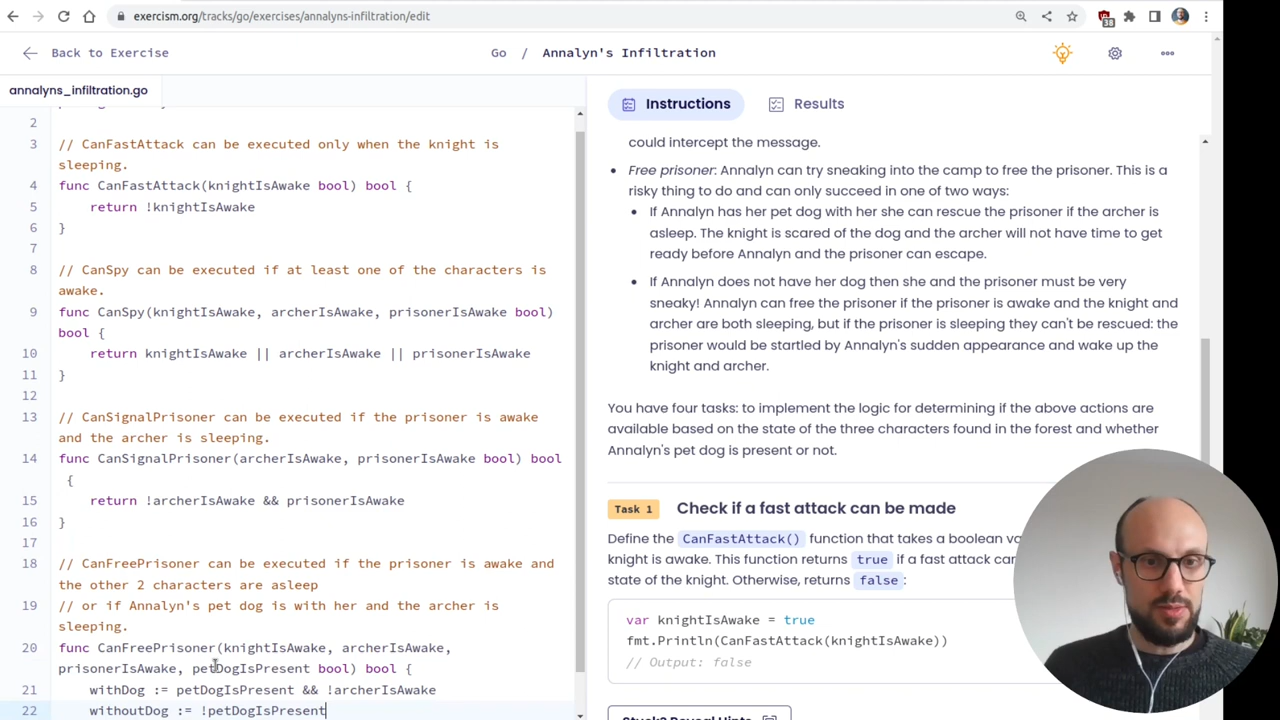 exercism.org/tracks/go/exercises/annalyns-infiltration/edit
38
Back to Exercise
Go / Annalyn's Infiltration
annalyns_infiltration.go
2
3 // CanFastAttack can be executed only when the knight is
sleeping.
4 func CanFastAttack(knightIsAwake bool) bool {
5 return !knightIsAwake
6 }
7
8 // CanSpy can be executed if at least one of the characters is
awake.
9 func CanSpy(knightIsAwake, archerIsAwake, prisonerIsAwake bool)
bool {
10 return knightIsAwake || archerIsAwake || prisonerIsAwake
11 }
12
13 // CanSignalPrisoner can be executed if the prisoner is awake
and the archer is sleeping.
14 func CanSignalPrisoner(archerIsAwake, prisonerIsAwake bool) bool
{
15 return !archerIsAwake && prisonerIsAwake
16 }
17
18 // CanFreePrisoner can be executed if the prisoner is awake and
the other 2 characters are asleep
19 // or if Annalyn's pet dog is with her and the archer is
sleeping.
20 func CanFreePrisoner(knightIsAwake, archerIsAwake,
prisonerIsAwake, petDogIsPresent bool) bool {
21 withDog := petDogIsPresent && !archerIsAwake
22 withoutDog := !petDogIsPresent
Instructions
Results
could intercept the message.
• Free prisoner: Annalyn can try sneaking into the camp to free the prisoner. This is a
risky thing to do and can only succeed in one of two ways:
• If Annalyn has her pet dog with her she can rescue the prisoner if the archer is
asleep. The knight is scared of the dog and the archer will not have time to get
ready before Annalyn and the prisoner can escape.
• If Annalyn does not have her dog then she and the prisoner must be very
sneaky! Annalyn can free the prisoner if the prisoner is awake and the knight and
archer are both sleeping, but if the prisoner is sleeping they can't be rescued: the
prisoner would be startled by Annalyn's sudden appearance and wake up the
knight and archer.
You have four tasks: to implement the logic for determining if the above actions are
available based on the state of the three characters found in the forest and whether
Annalyn's pet dog is present or not.
Task 1 Check if a fast attack can be made
Define the CanFastAttack() function that takes a boolean
knight is awake. This function returns true if a fast attack can
state of the knight. Otherwise, returns false:
var knightIsAwake = true
fmt.Println(CanFastAttack(knightIsAwake))
// Output: false
Stuck? Reveal Hints